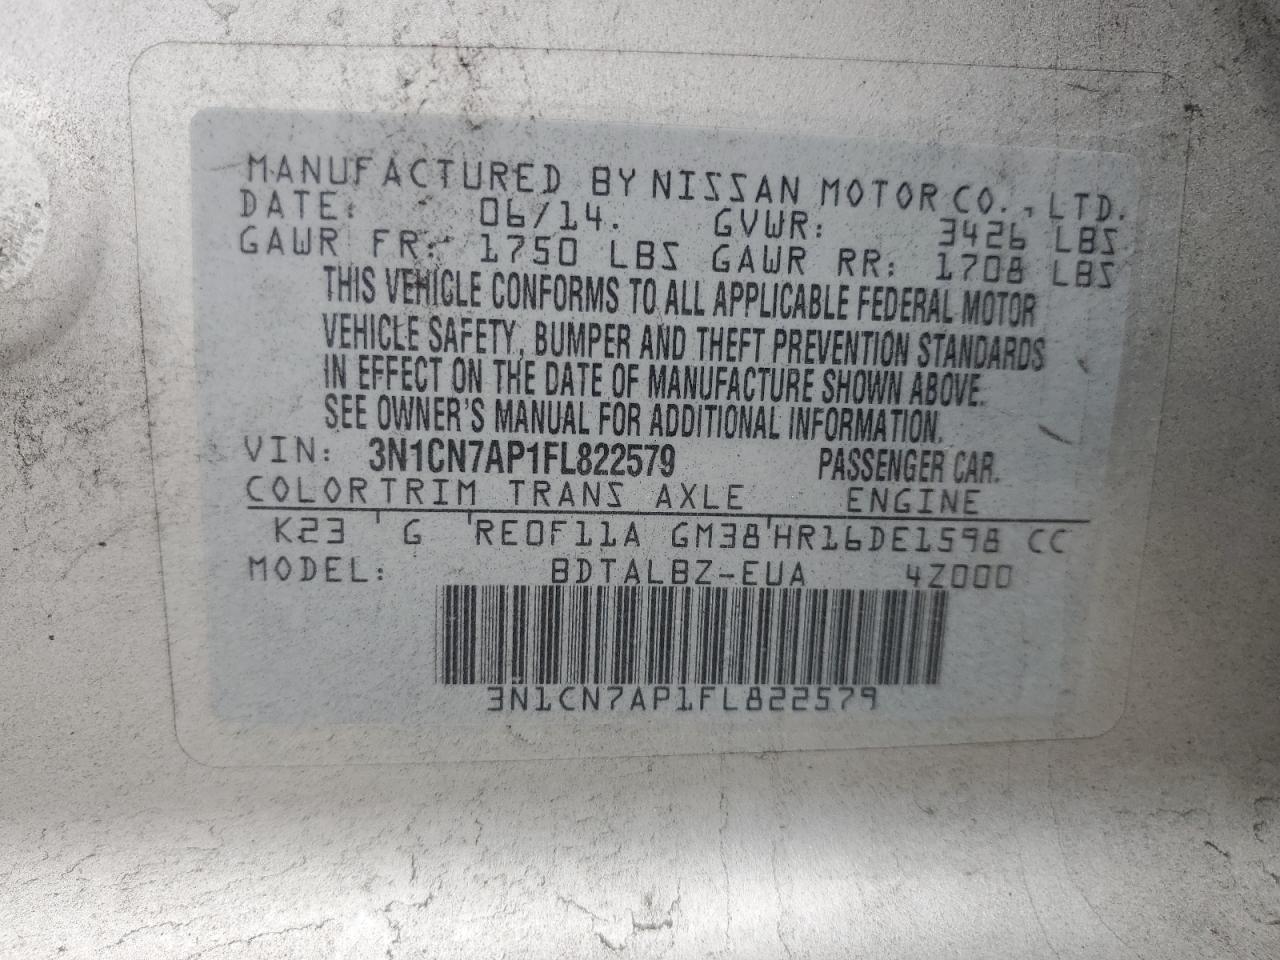 MANUFACTURED BY NISSAN MOTOR CO., LTD.
DATE: 06/14. GVWR: 3426 LBS
GAWR FR: 1750 LBS GAWR RR: 1708 LBS
THIS VEHICLE CONFORMS TO ALL APPLICABLE FEDERAL MOTOR
VEHICLE SAFETY, BUMPER AND THEFT PREVENTION STANDARDS
IN EFFECT ON THE DATE OF MANUFACTURE SHOWN ABOVE.
SEE OWNER'S MANUAL FOR ADDITIONAL INFORMATION.
VIN: 3N1CN7AP1FL822579 PASSENGER CAR.
COLOR TRIM TRANS AXLE ENGINE
K23 G RE0F11A GM38 HR16DE1598 CC
MODEL: BDTALBZ-EUA 4Z000
3N1CN7AP1FL822579